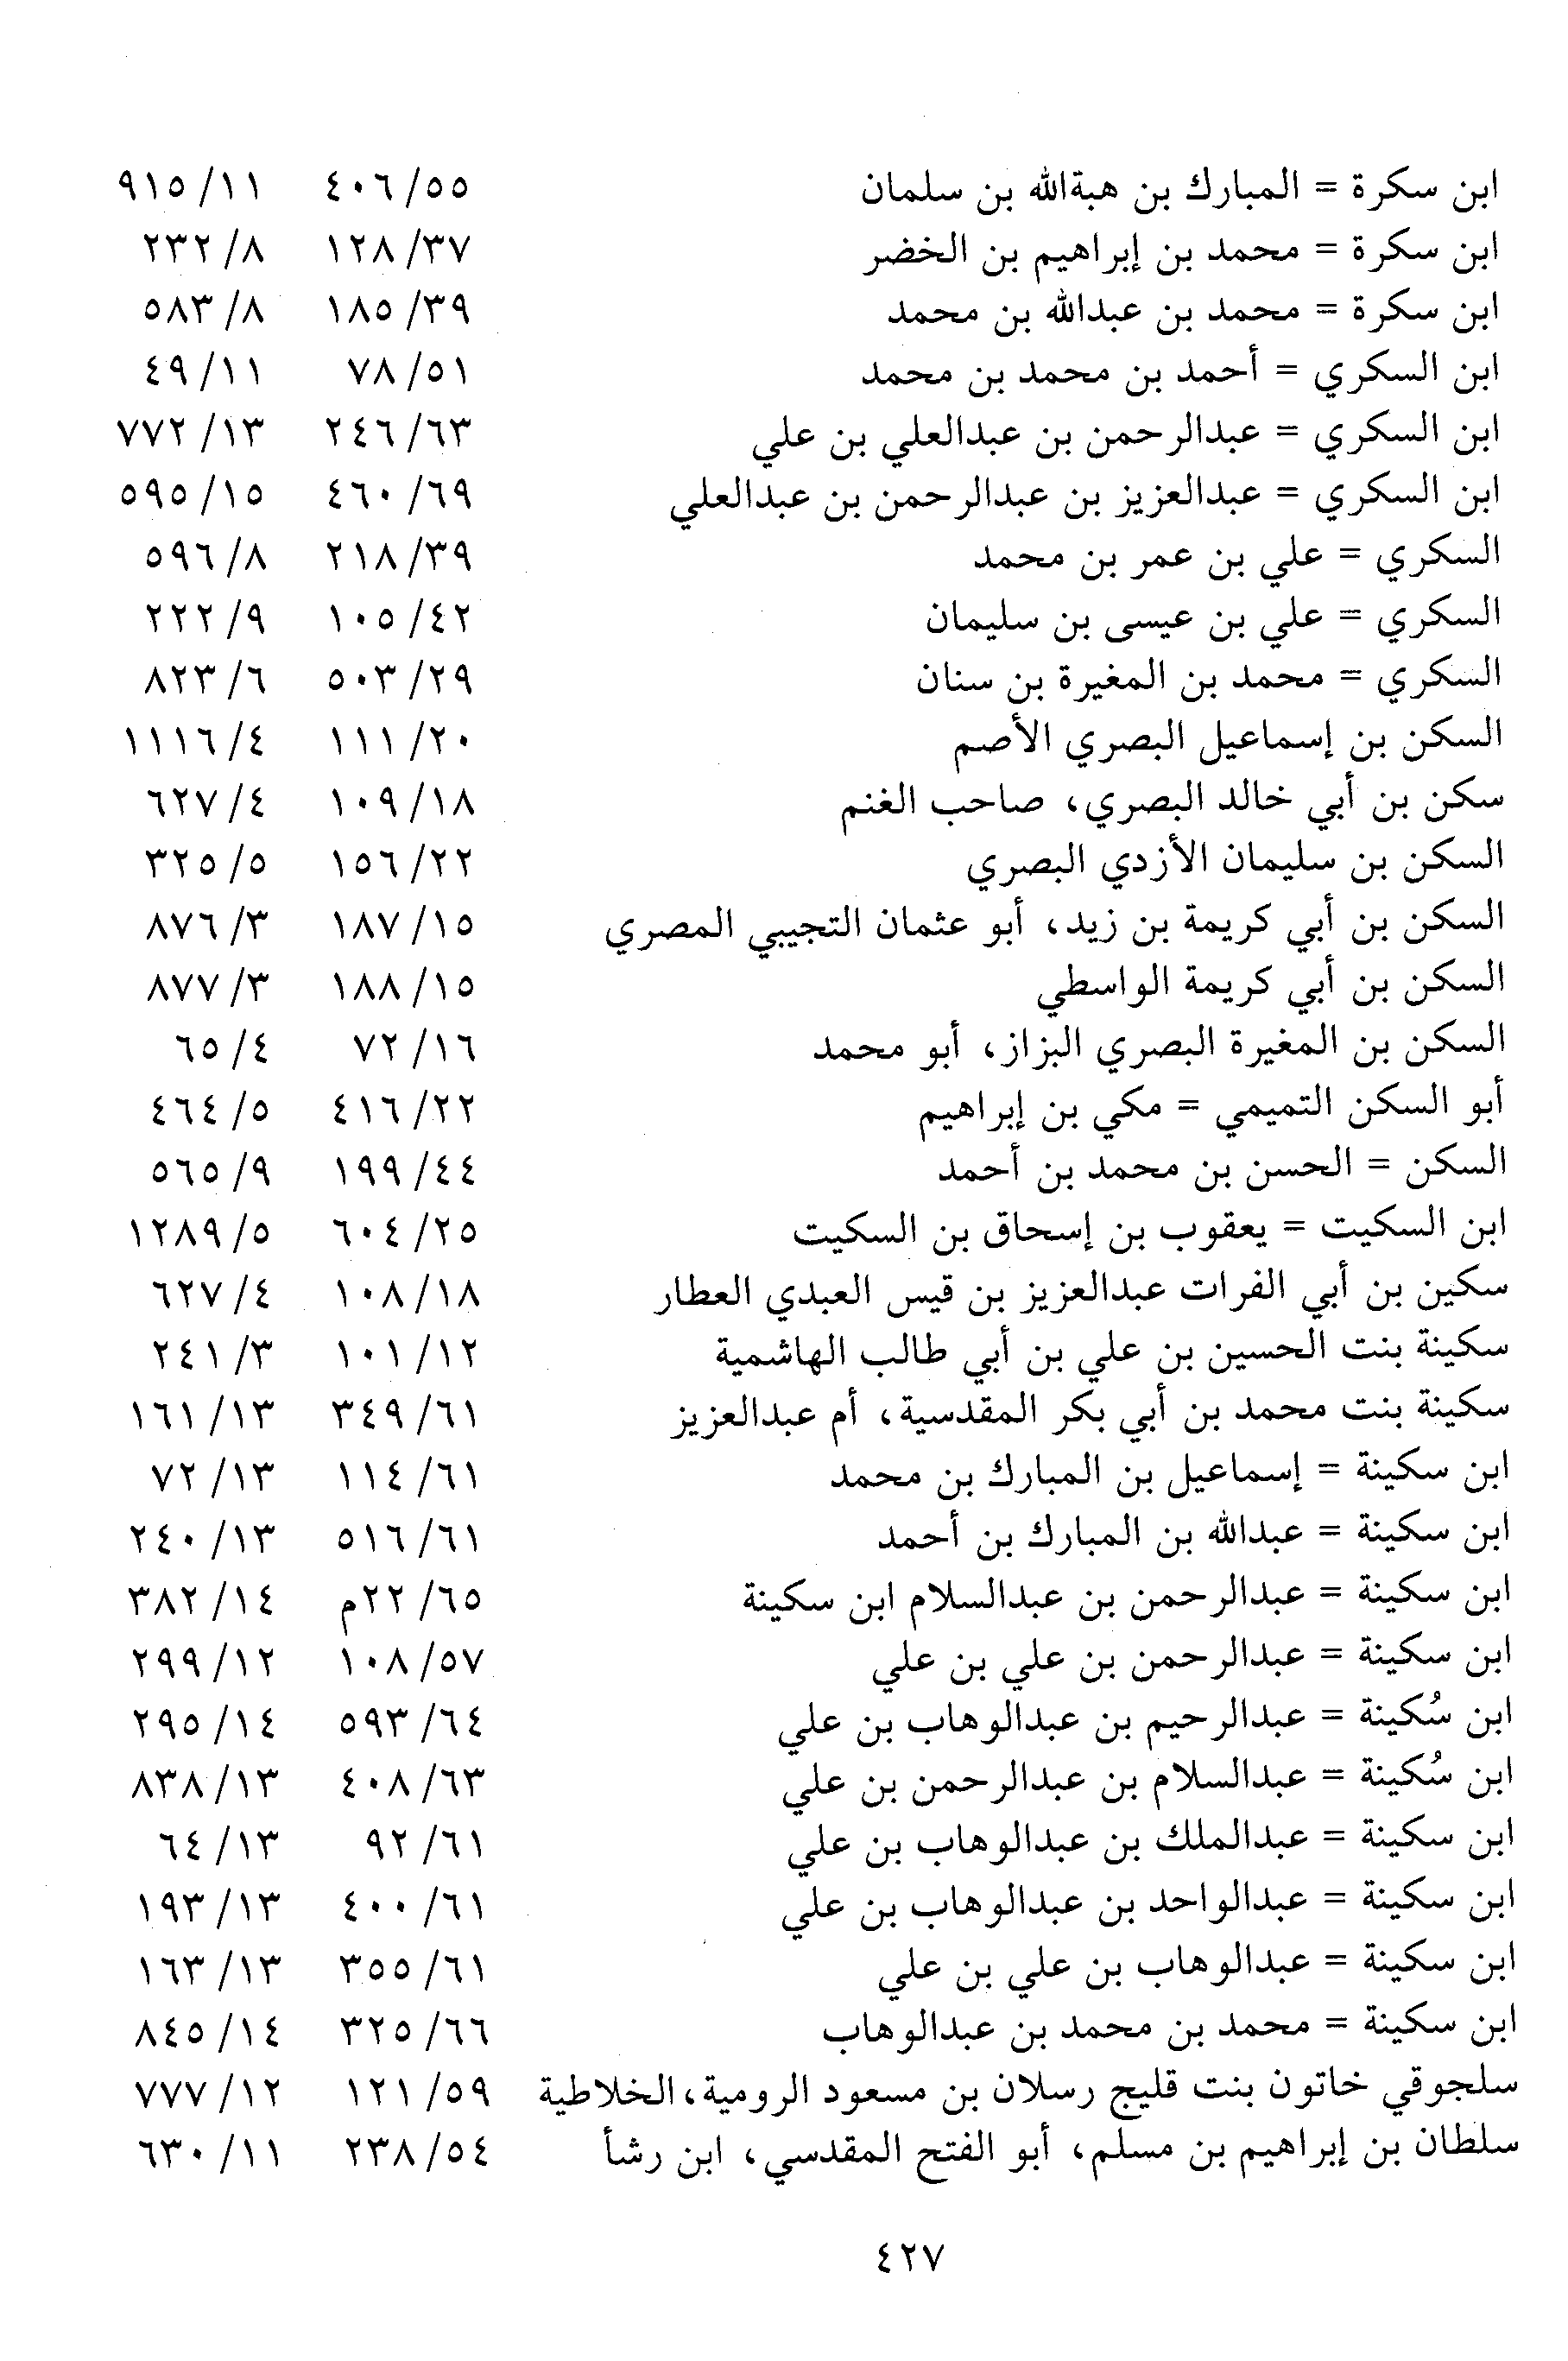 ابن سكرة = المبارك بن هبةالله بن سلمان ٥٥/ ٤٠٦ ١١/ ٩١٥
ابن سكرة = محمد بن إبراهيم بن الخضر ٣٧/ ١٢٨ ٨/ ٢٣٢
ابن سكرة = محمد بن عبدالله بن محمد ٣٩/ ١٨٥ ٨/ ٥٨٣
ابن السكري = أحمد بن محمد بن محمد ٥١/ ٧٨ ١١/ ٤٩
ابن السكري = عبدالرحمن بن عبدالعلي بن علي ٦٣/ ٢٤٦ ١٣/ ٧٧٢
ابن السكري = عبدالعزيز بن عبدالرحمن بن عبدالعلي ٦٩/ ٤٦٠ ١٥/ ٥٩٥
السكري = علي بن عمر بن محمد ٣٩/ ٢١٨ ٨/ ٥٩٦
السكري = علي بن عيسى بن سليمان ٤٢/ ١٠٥ ٩/ ٢٢٢
السكري = محمد بن المغيرة بن سنان ٢٩/ ٥٠٣ ٦/ ٨٢٣
السكن بن إسماعيل البصري الأصم ٢٠/ ١١١ ٤/ ١١١٦
سكن بن أبي خالد البصري، صاحب الغنم ١٨/ ١٠٩ ٤/ ٦٢٧
السكن بن سليمان الأزدي البصري ٢٢/ ١٥٦ ٥/ ٣٢٥
السكن بن أبي كريمة بن زيد، أبو عثمان التجيبي المصري ١٥/ ١٨٧ ٣/ ٨٧٦
السكن بن أبي كريمة الواسطي ١٥/ ١٨٨ ٣/ ٨٧٧
السكن بن المغيرة البصري البزاز، أبو محمد ١٦/ ٧٢ ٤/ ٦٥
أبو السكن التميمي = مكي بن إبراهيم ٢٢/ ٤١٦ ٥/ ٤٦٤
السكن = الحسن بن محمد بن أحمد ٤٤/ ١٩٩ ٩/ ٥٦٥
ابن السكيت = يعقوب بن إسحاق بن السكيت ٢٥/ ٦٠٤ ٥/ ١٢٨٩
سكين بن أبي الفرات عبدالعزيز بن قيس العبدي العطار ١٨/ ١٠٨ ٤/ ٦٢٧
سكينة بنت الحسين بن علي بن أبي طالب الهاشمية ١٢/ ١٠١ ٣/ ٢٤١
سكينة بنت محمد بن أبي بكر المقدسية، أم عبدالعزيز ٦١/ ٣٤٩ ١٣/ ١٦١
ابن سكينة = إسماعيل بن المبارك بن محمد ٦١/ ١١٤ ١٣/ ٧٢
ابن سكينة = عبدالله بن المبارك بن أحمد ٦١/ ٥١٦ ١٣/ ٢٤٠
ابن سكينة = عبدالرحمن بن عبدالسلام ابن سكينة ٦٥/ ٢٢م ١٤/ ٣٨٢
ابن سكينة = عبدالرحمن بن علي بن علي ٥٧/ ١٠٨ ١٢/ ٢٩٩
ابن سُكينة = عبدالرحيم بن عبدالوهاب بن علي ٦٤/ ٥٩٣ ١٤/ ٢٩٥
ابن سُكينة = عبدالسلام بن عبدالرحمن بن علي ٦٣/ ٤٠٨ ١٣/ ٨٣٨
ابن سكينة = عبدالملك بن عبدالوهاب بن علي ٦١/ ٩٢ ١٣/ ٦٤
ابن سكينة = عبدالواحد بن عبدالوهاب بن علي ٦١/ ٤٠٠ ١٣/ ١٩٣
ابن سكينة = عبدالوهاب بن علي بن علي ٦١/ ٣٥٥ ١٣/ ١٦٣
ابن سكينة = محمد بن محمد بن عبدالوهاب ٦٦/ ٣٢٥ ١٤/ ٨٤٥
سلجوقي خاتون بنت قليج رسلان بن مسعود الرومية، الخلاطية ٥٩/ ١٢١ ١٢/ ٧٧٧
سلطان بن إبراهيم بن مسلم، أبو الفتح المقدسي، ابن رشأ ٥٤/ ٢٣٨ ١١/ ٦٣٠
٤٢٧